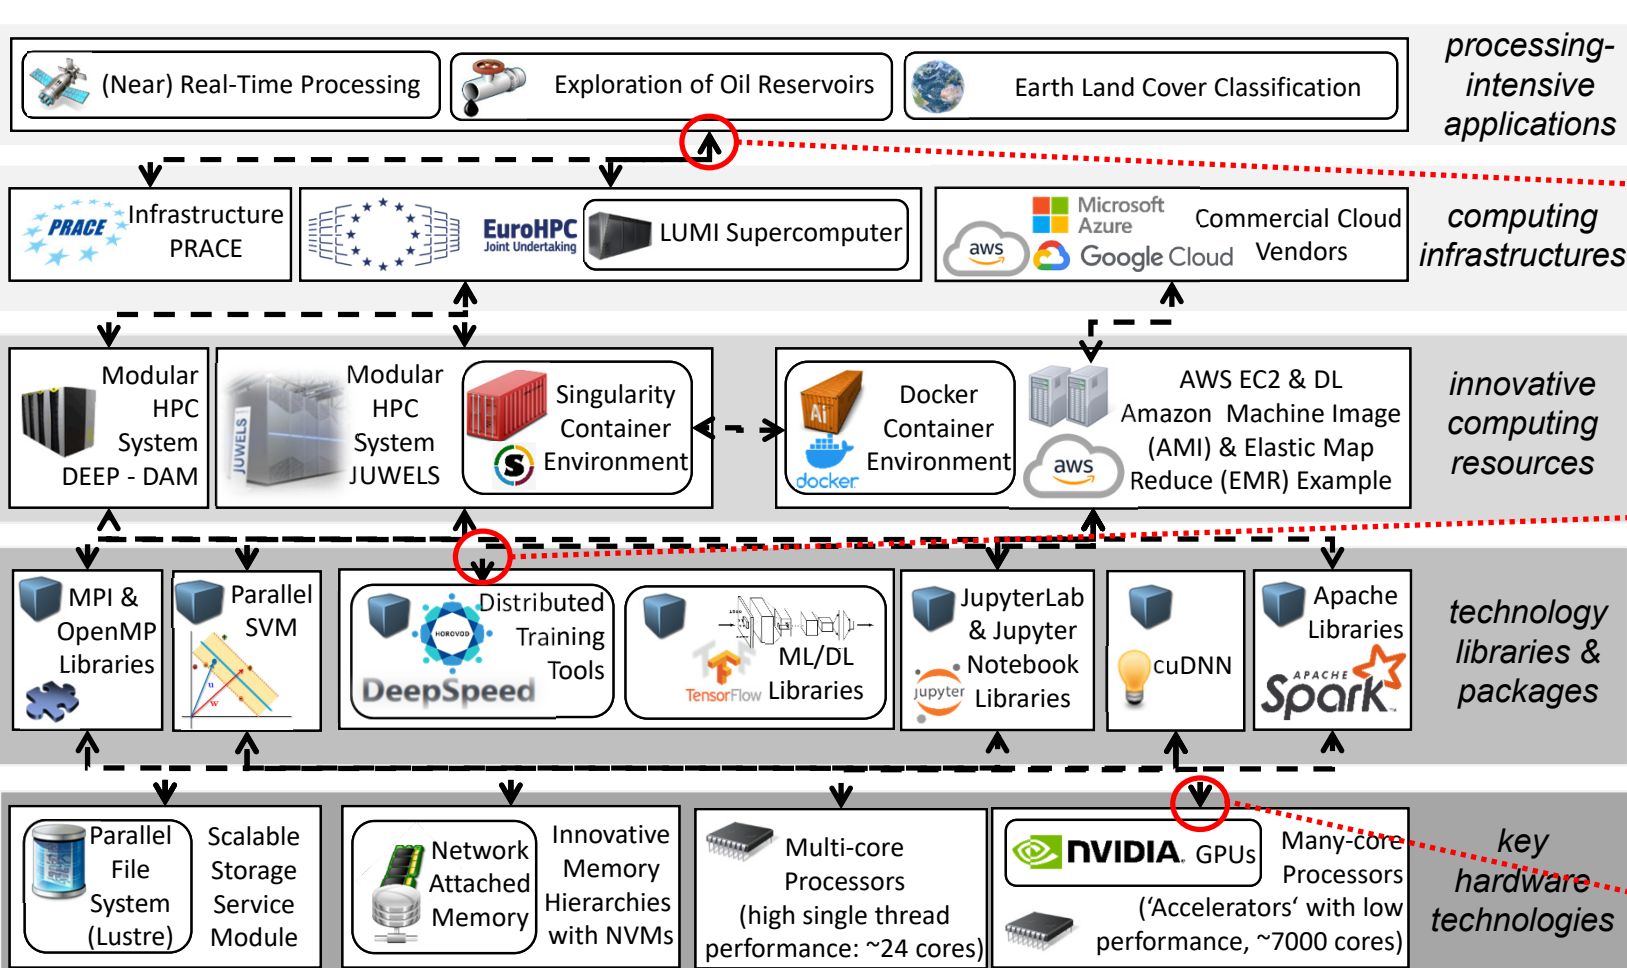 (Near) Real-Time Processing
Exploration of Oil Reservoirs
Earth Land Cover Classification
processing-
intensive
applications
PRACE
Infrastructure
PRACE
EuroHPC
Joint Undertaking
LUMI Supercomputer
aws
Microsoft
Azure
Google Cloud
Commercial Cloud
Vendors
computing
infrastructures
Modular
HPC
System
DEEP - DAM
JUWELS
Modular
HPC
System
JUWELS
Singularity
Container
Environment
S
Ai
docker
Docker
Container
Environment
aws
AWS EC2 & DL
Amazon Machine Image
(AMI) & Elastic Map
Reduce (EMR) Example
innovative
computing
resources
MPI &
OpenMP
Libraries
Parallel
SVM
u
w
HOROVOD
Distributed
Training
Tools
DeepSpeed
TensorFlow
ML/DL
Libraries
JupyterLab
& Jupyter
Notebook
Libraries
jupyter
cuDNN
Apache
Libraries
APACHE
Spark
technology
libraries &
packages
Parallel
File
System
(Lustre)
Scalable
Storage
Service
Module
Network
Attached
Memory
Innovative
Memory
Hierarchies
with NVMs
Multi-core
Processors
(high single thread
performance: ~24 cores)
NVIDIA. GPUs
Many-core
Processors
(‘Accelerators‘ with low
performance, ~7000 cores)
key
hardware
technologies